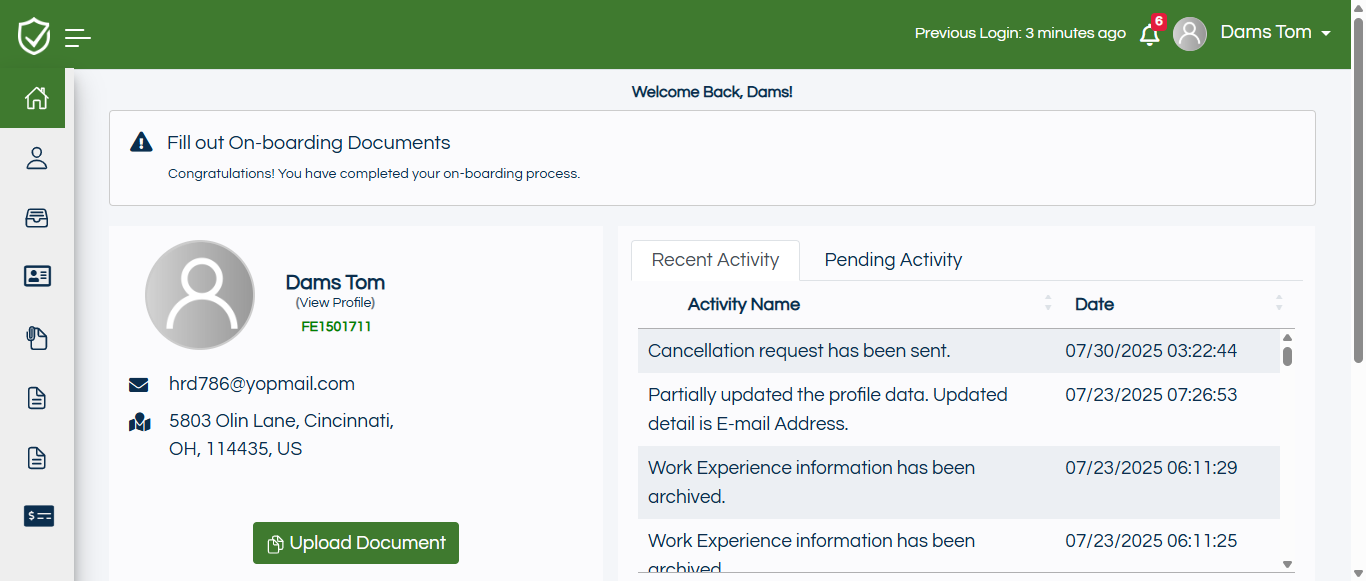 Previous Login: 3 minutes ago
6
Dams Tom
Welcome Back, Dams!
Fill out On-boarding Documents
Congratulations! You have completed your on-boarding process.
Dams Tom
(View Profile)
FE1501711
hrd786@yopmail.com
5803 Olin Lane, Cincinnati,
OH, 114435, US
Upload Document
Recent Activity
Pending Activity
Activity Name
Date
Cancellation request has been sent.
07/30/2025 03:22:44
Partially updated the profile data. Updated
detail is E-mail Address.
07/23/2025 07:26:53
Work Experience information has been
archived.
07/23/2025 06:11:29
Work Experience information has been
archived.
07/23/2025 06:11:25